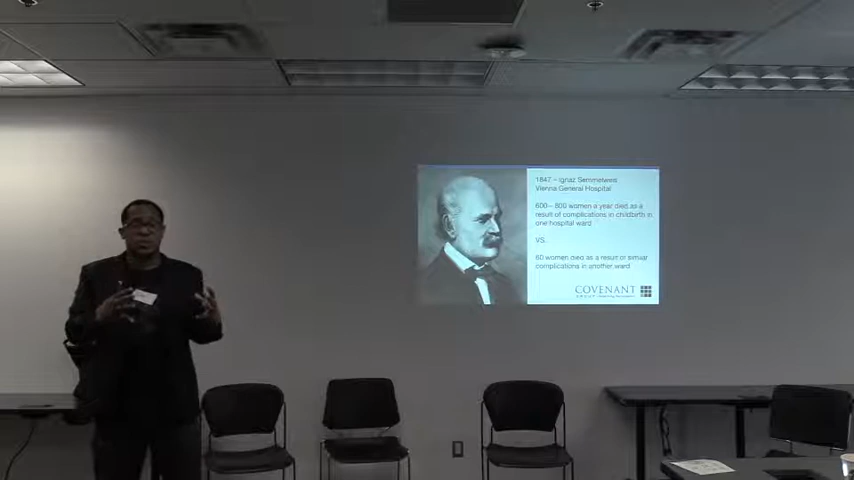 1847 – Ignaz Semmelweis
Vienna General Hospital
600 – 800 women a year died as a
result of complications in childbirth in
one hospital ward
VS.
60 women died as a result of similar
complications in another ward
COVENANT